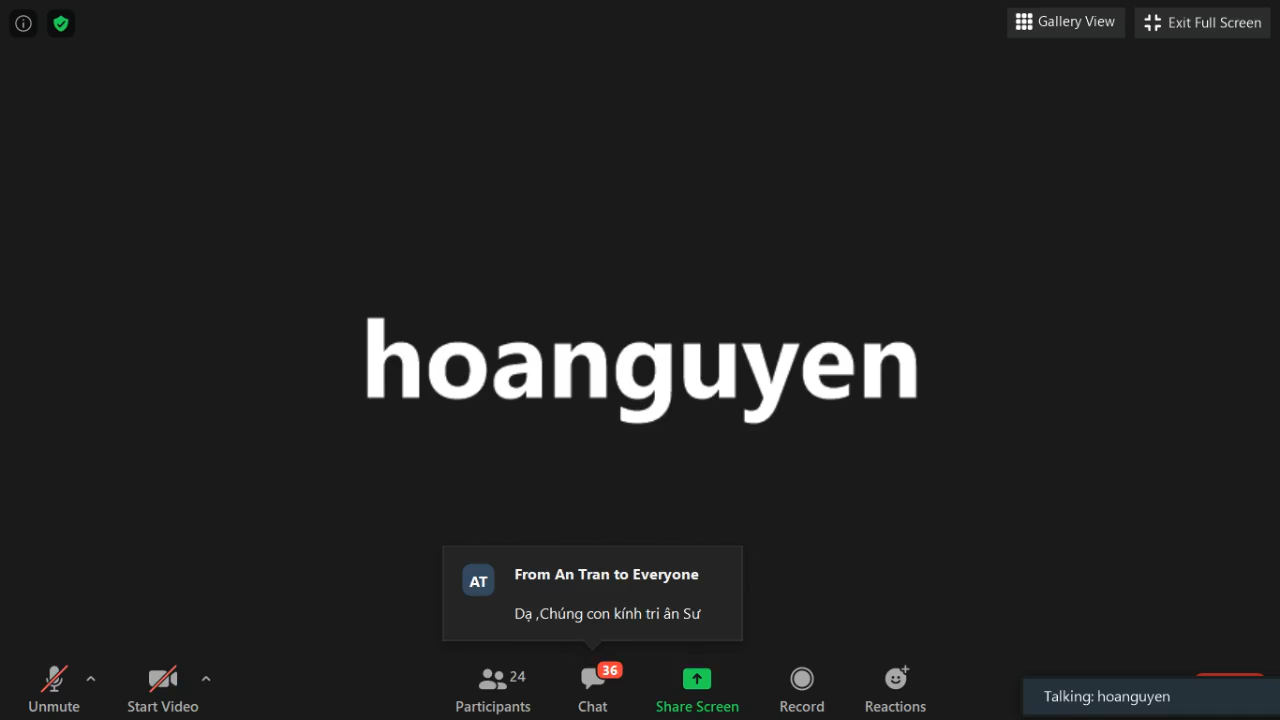 Gallery View
Exit Full Screen
hoanguyen
AT
From An Tran to Everyone
Dạ ,Chúng con kính tri ân Sư
Unmute
Start Video
24
Participants
36
Chat
Share Screen
Record
Reactions
Talking: hoanguyen